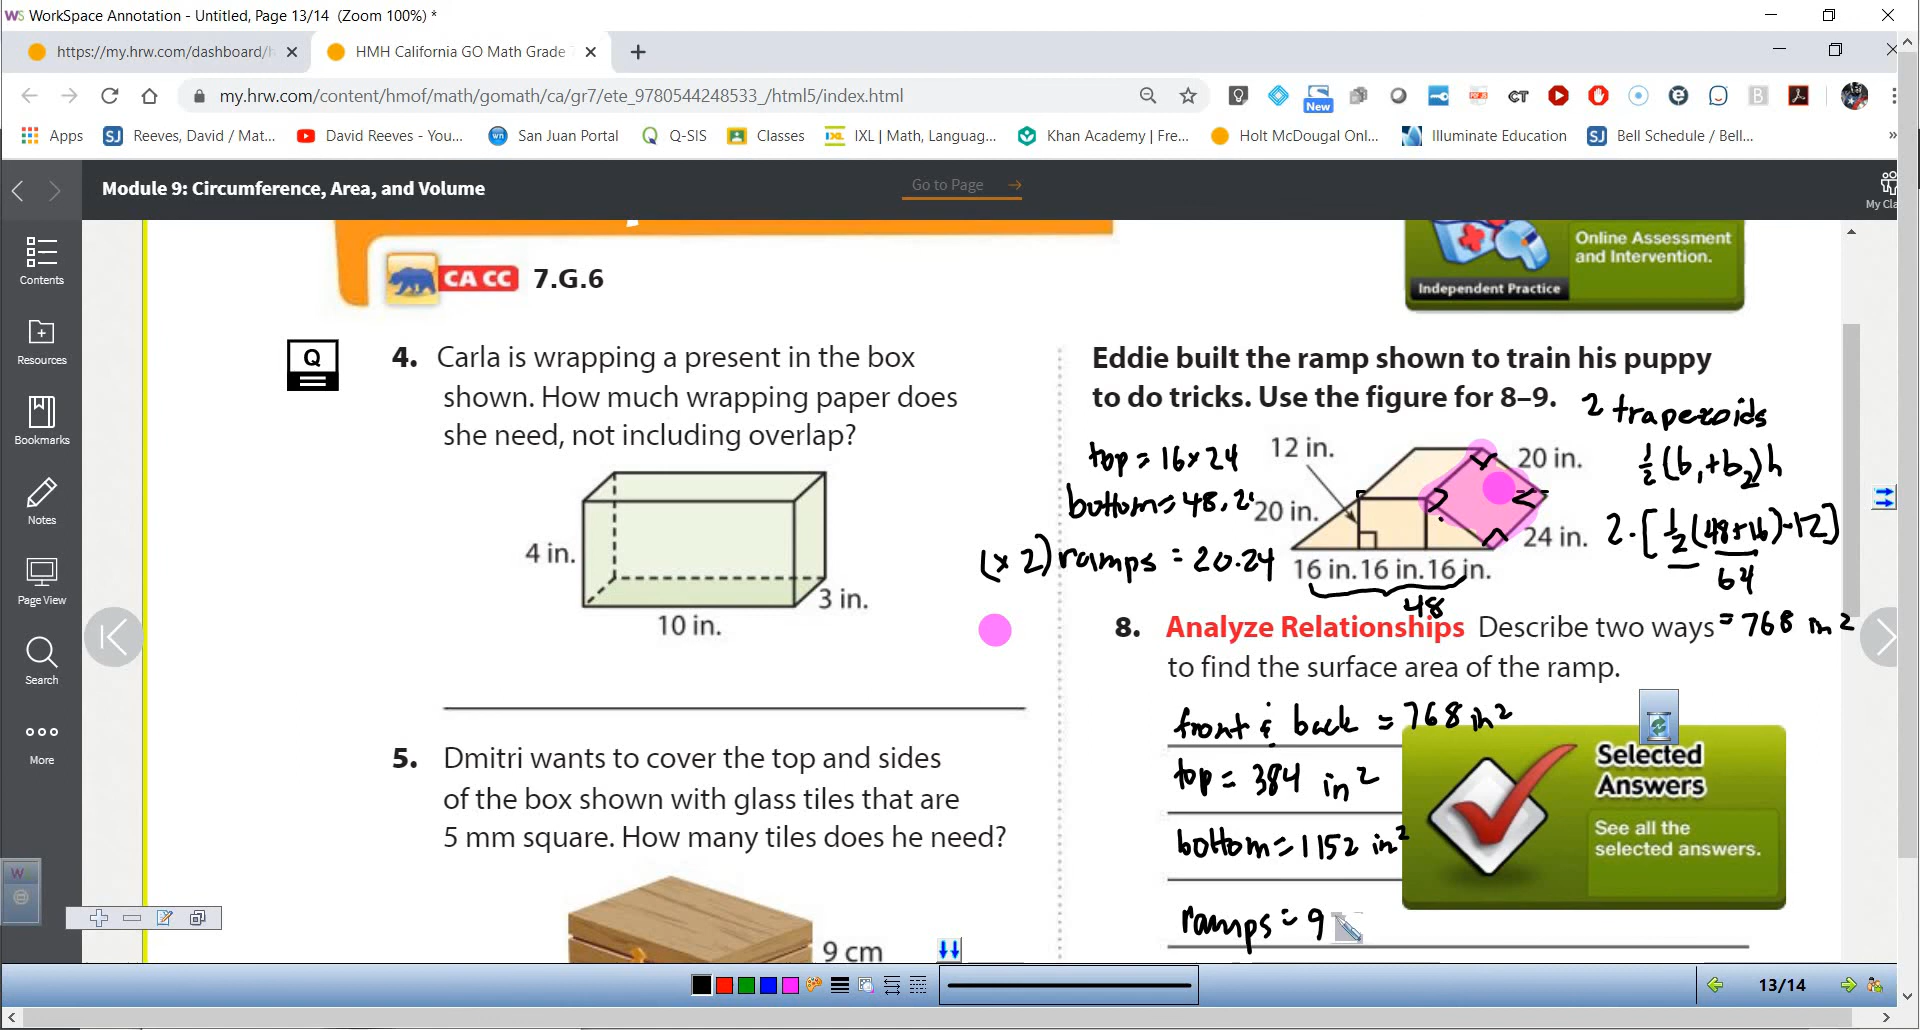 WS WorkSpace Annotation - Untitled, Page 13/14 (Zoom 100%) *
https://my.hrw.com/dashboard/h
HMH California GO Math Grade 7
my.hrw.com/content/hmof/math/gomath/ca/gr7/ete_9780544248533_/html5/index.html
New
Apps
Reeves, David / Mat...
David Reeves - You...
San Juan Portal
Q-SIS
Classes
IXL | Math, Languag...
Khan Academy | Fre...
Holt McDougal Onl...
Illuminate Education
Bell Schedule / Bell...
Module 9: Circumference, Area, and Volume
Go to Page
My Cla
Contents
Resources
Bookmarks
Notes
Page View
Search
More
CA CC 7.G.6
Online Assessment
and Intervention.
Independent Practice
Q
4. Carla is wrapping a present in the box
shown. How much wrapping paper does
she need, not including overlap?
4 in.
3 in.
10 in.
5. Dmitri wants to cover the top and sides
of the box shown with glass tiles that are
5 mm square. How many tiles does he need?
9 cm
Eddie built the ramp shown to train his puppy
to do tricks. Use the figure for 8–9.
2 trapezoids
½(b₁+b₂)h
2·[½(48+16)·12]
64
= 768 in²
top = 16×24
bottom = 48·24
(×2) ramps = 20·24
12 in.
20 in.
20 in.
24 in.
16 in. 16 in. 16 in.
48
8. Analyze Relationships Describe two ways
to find the surface area of the ramp.
front & back = 768 in²
top = 384 in²
bottom = 1152 in²
ramps = 9
Selected
Answers
See all the
selected answers.
13/14